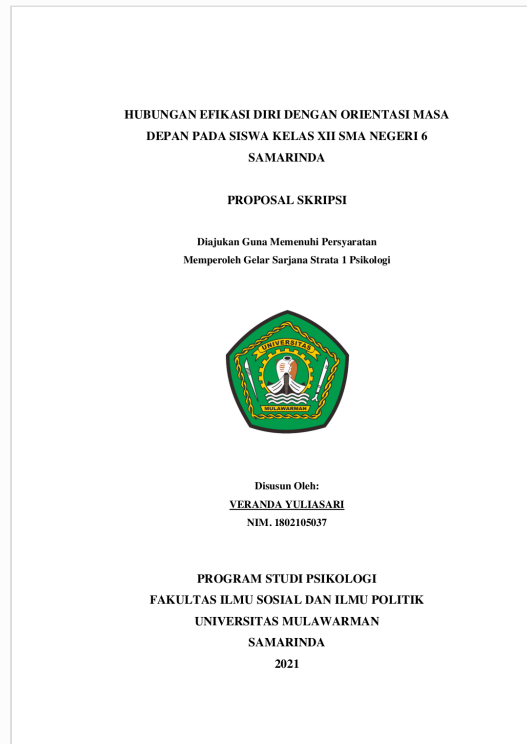 HUBUNGAN EFIKASI DIRI DENGAN ORIENTASI MASA
DEPAN PADA SISWA KELAS XII SMA NEGERI 6
SAMARINDA
PROPOSAL SKRIPSI
Diajukan Guna Memenuhi Persyaratan
Memperoleh Gelar Sarjana Strata 1 Psikologi
UNIVERSITAS
MULAWARMAN
Disusun Oleh:
VERANDA YULIASARI
NIM. 1802105037
PROGRAM STUDI PSIKOLOGI
FAKULTAS ILMU SOSIAL DAN ILMU POLITIK
UNIVERSITAS MULAWARMAN
SAMARINDA
2021